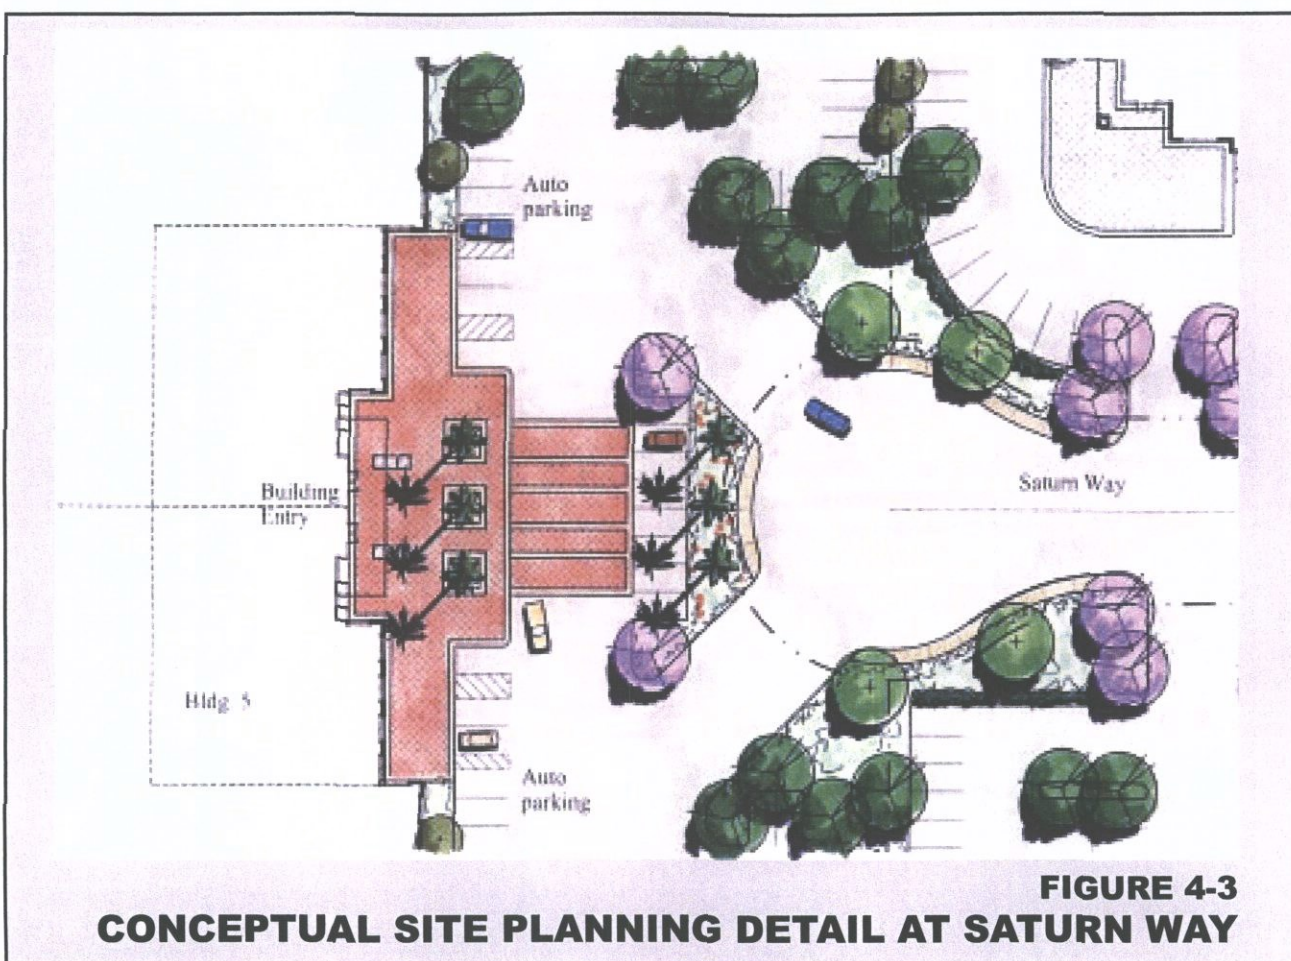 Auto
parking
Building
Entry
Saturn Way
Bldg 5
Auto
parking
FIGURE 4-3
CONCEPTUAL SITE PLANNING DETAIL AT SATURN WAY